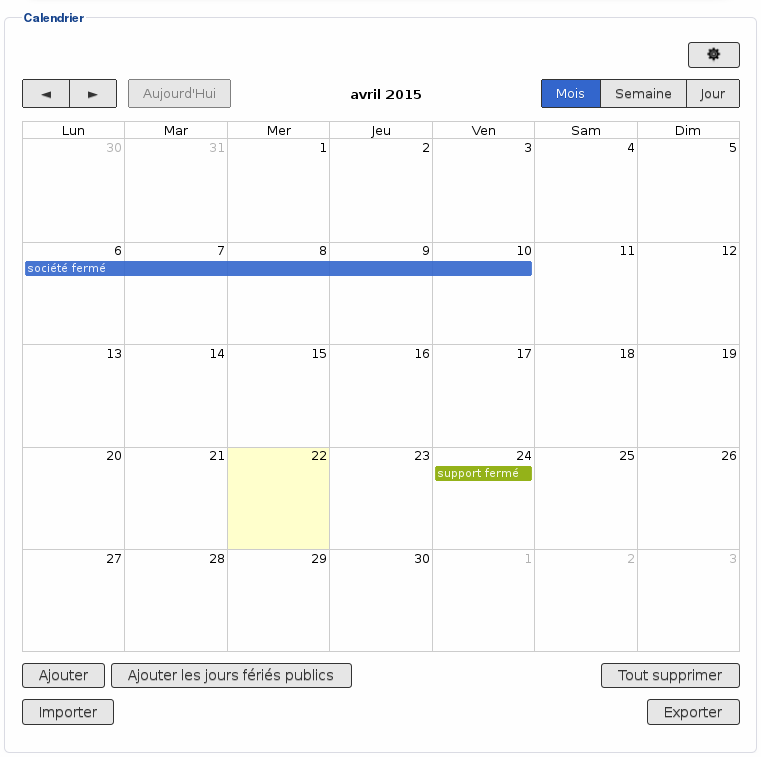 Calendrier
◄ ► Aujourd'Hui avril 2015 Mois Semaine Jour
Lun Mar Mer Jeu Ven Sam Dim
30 31 1 2 3 4 5
6 7 8 9 10 11 12
société fermé
13 14 15 16 17 18 19
20 21 22 23 24 25 26
support fermé
27 28 29 30 1 2 3
Ajouter Ajouter les jours fériés publics Tout supprimer
Importer Exporter